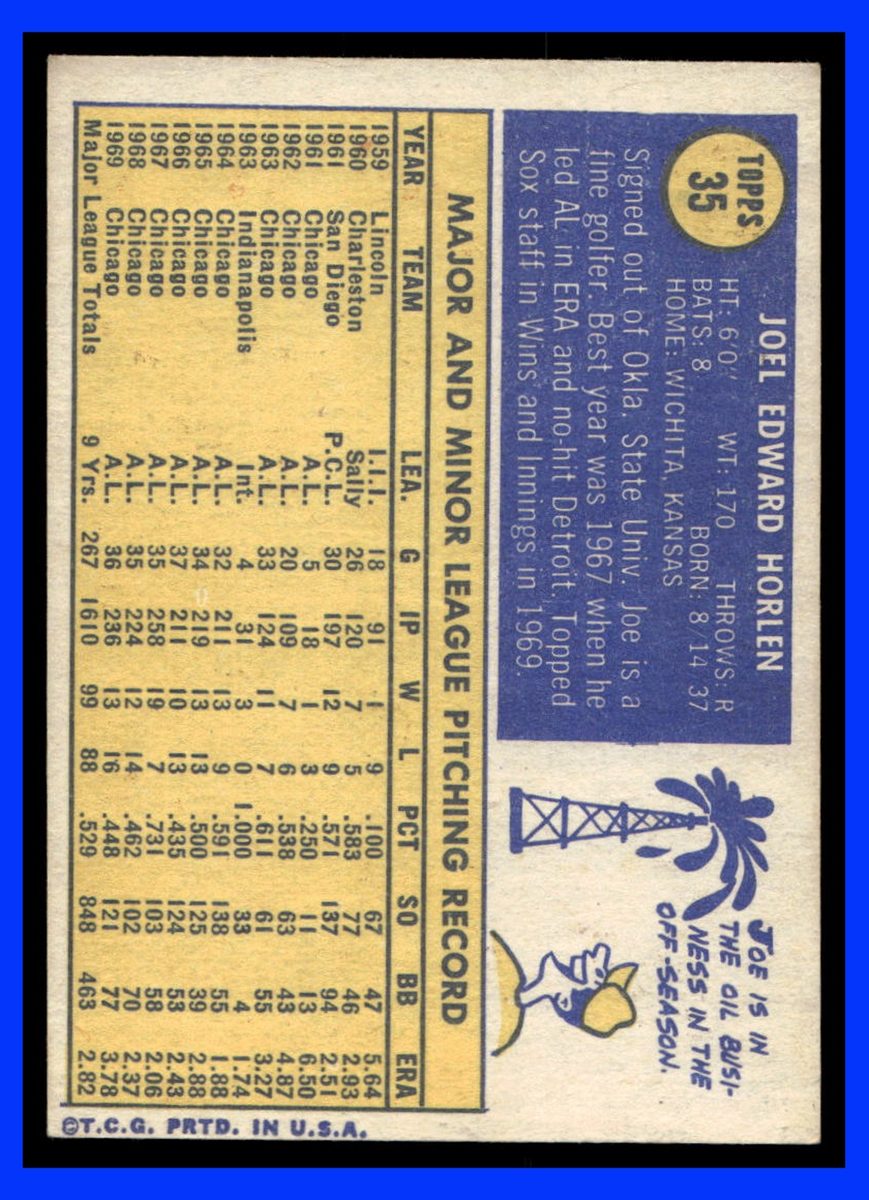 TOPPS
35
JOEL EDWARD HORLEN
HT: 6'0" WT: 170 THROWS: R
BATS: 8 BORN: 8/14 37
HOME: WICHITA, KANSAS
Signed out of Okla. State Univ. Joe is a
fine golfer. Best year was 1967 when he
led AL in ERA and no-hit Detroit. Topped
Sox staff in Wins and Innings in 1969.
JOE IS IN
THE OIL BUSI-
NESS IN THE
OFF-SEASON.
MAJOR AND MINOR LEAGUE PITCHING RECORD
YEAR TEAM LEA. G IP W L PCT SO BB ERA
1959 Lincoln I.I.I. 18 91 1 9 .100 67 47 5.64
1960 Charleston Sally 26 120 7 5 .583 77 46 2.93
1961 San Diego P.C.L. 30 197 12 9 .571 137 94 2.51
1961 Chicago A.L. 5 18 1 3 .250 11 13 6.50
1962 Chicago A.L. 20 109 7 6 .538 63 43 4.87
1963 Chicago A.L. 33 124 11 7 .611 61 55 3.27
1963 Indianapolis Int. 4 31 3 0 1.000 33 4 1.74
1964 Chicago A.L. 32 211 13 9 .591 138 55 1.88
1965 Chicago A.L. 34 219 13 13 .500 125 39 2.88
1966 Chicago A.L. 37 211 10 13 .435 124 53 2.43
1967 Chicago A.L. 35 258 19 7 .731 103 58 2.06
1968 Chicago A.L. 35 224 12 14 .462 102 70 2.37
1969 Chicago A.L. 36 236 13 16 .448 121 77 3.78
Major League Totals 9 Yrs. 267 1610 99 88 .529 848 463 2.82
©T.C.G. PRTD. IN U.S.A.